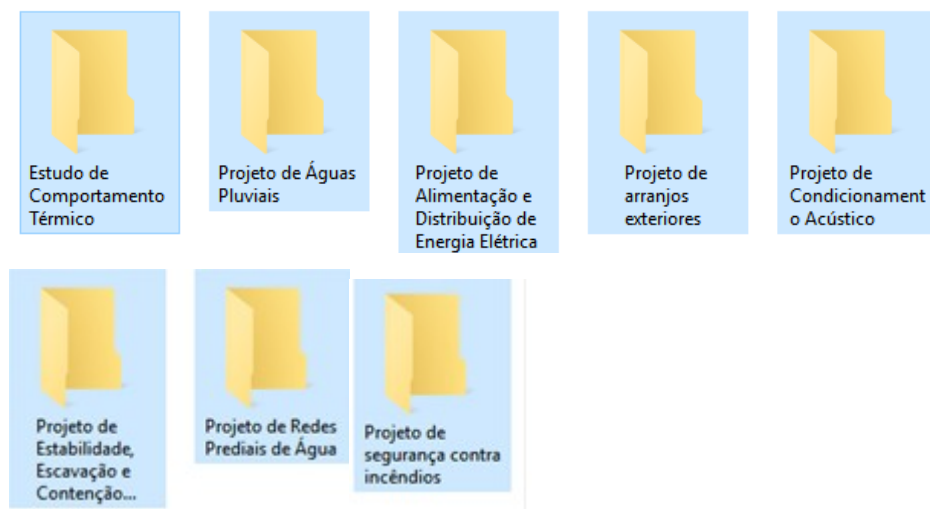 Estudo de
Comportamento
Térmico
Projeto de Águas
Pluviais
Projeto de
Alimentação e
Distribuição de
Energia Elétrica
Projeto de
arranjos
exteriores
Projeto de
Condicionament
o Acústico
Projeto de
Estabilidade,
Escavação e
Contenção...
Projeto de Redes
Prediais de Água
Projeto de
segurança contra
incêndios